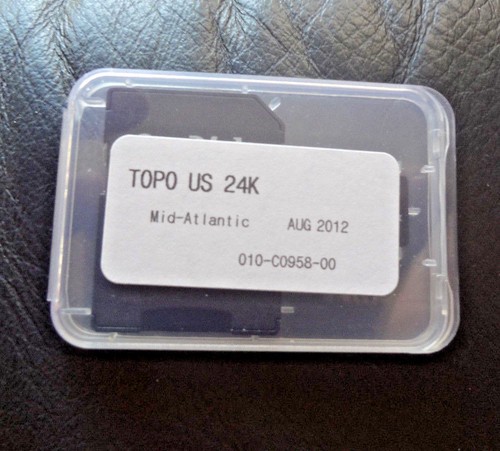 TOPO US 24K
Mid-Atlantic AUG 2012
010-C0958-00